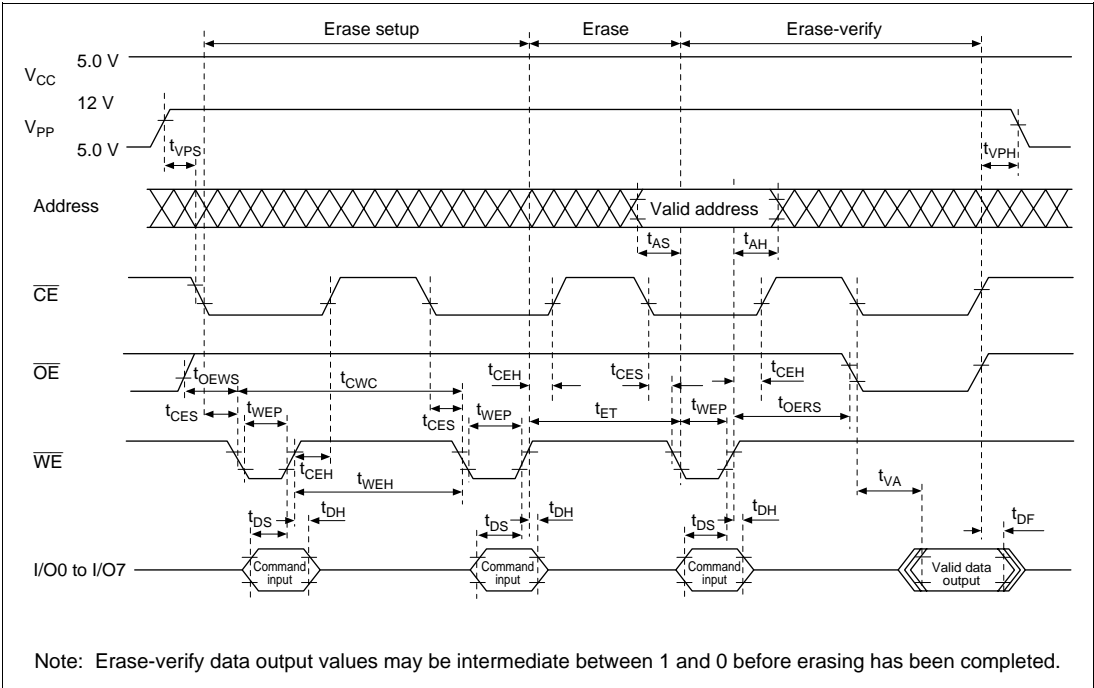 Erase setup Erase Erase-verify
5.0 V
VCC
12 V
VPP
5.0 V
tVPS tVPH
Address Valid address
tAS tAH
CE
OE
tOEWS tCWC tCEH tCES tCEH
tCES tWEP tCES tWEP tET tWEP tOERS
WE
tCEH
tWEH tVA
tDS tDH tDS tDH tDS tDH tDF
I/O0 to I/O7 Command input Command input Command input Valid data output
Note: Erase-verify data output values may be intermediate between 1 and 0 before erasing has been completed.